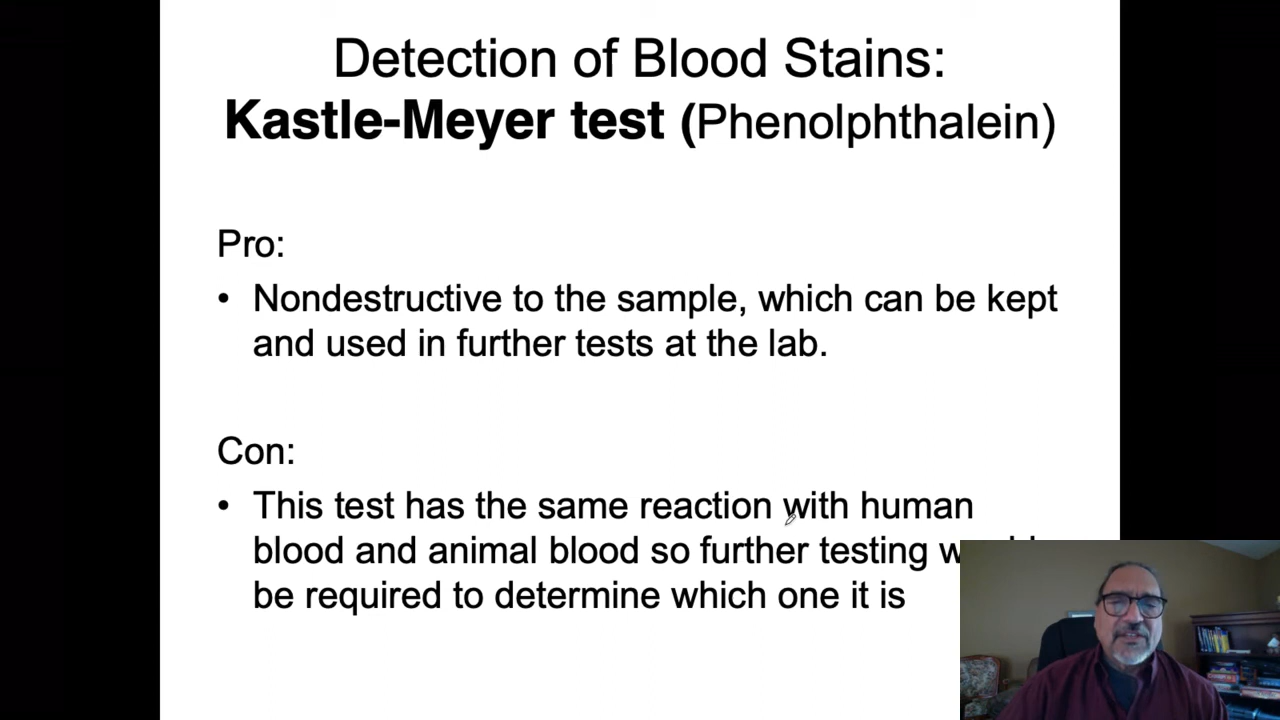 Detection of Blood Stains:
Kastle-Meyer test (Phenolphthalein)
Pro:
• Nondestructive to the sample, which can be kept
and used in further tests at the lab.
Con:
• This test has the same reaction with human
blood and animal blood so further testing
be required to determine which one it is